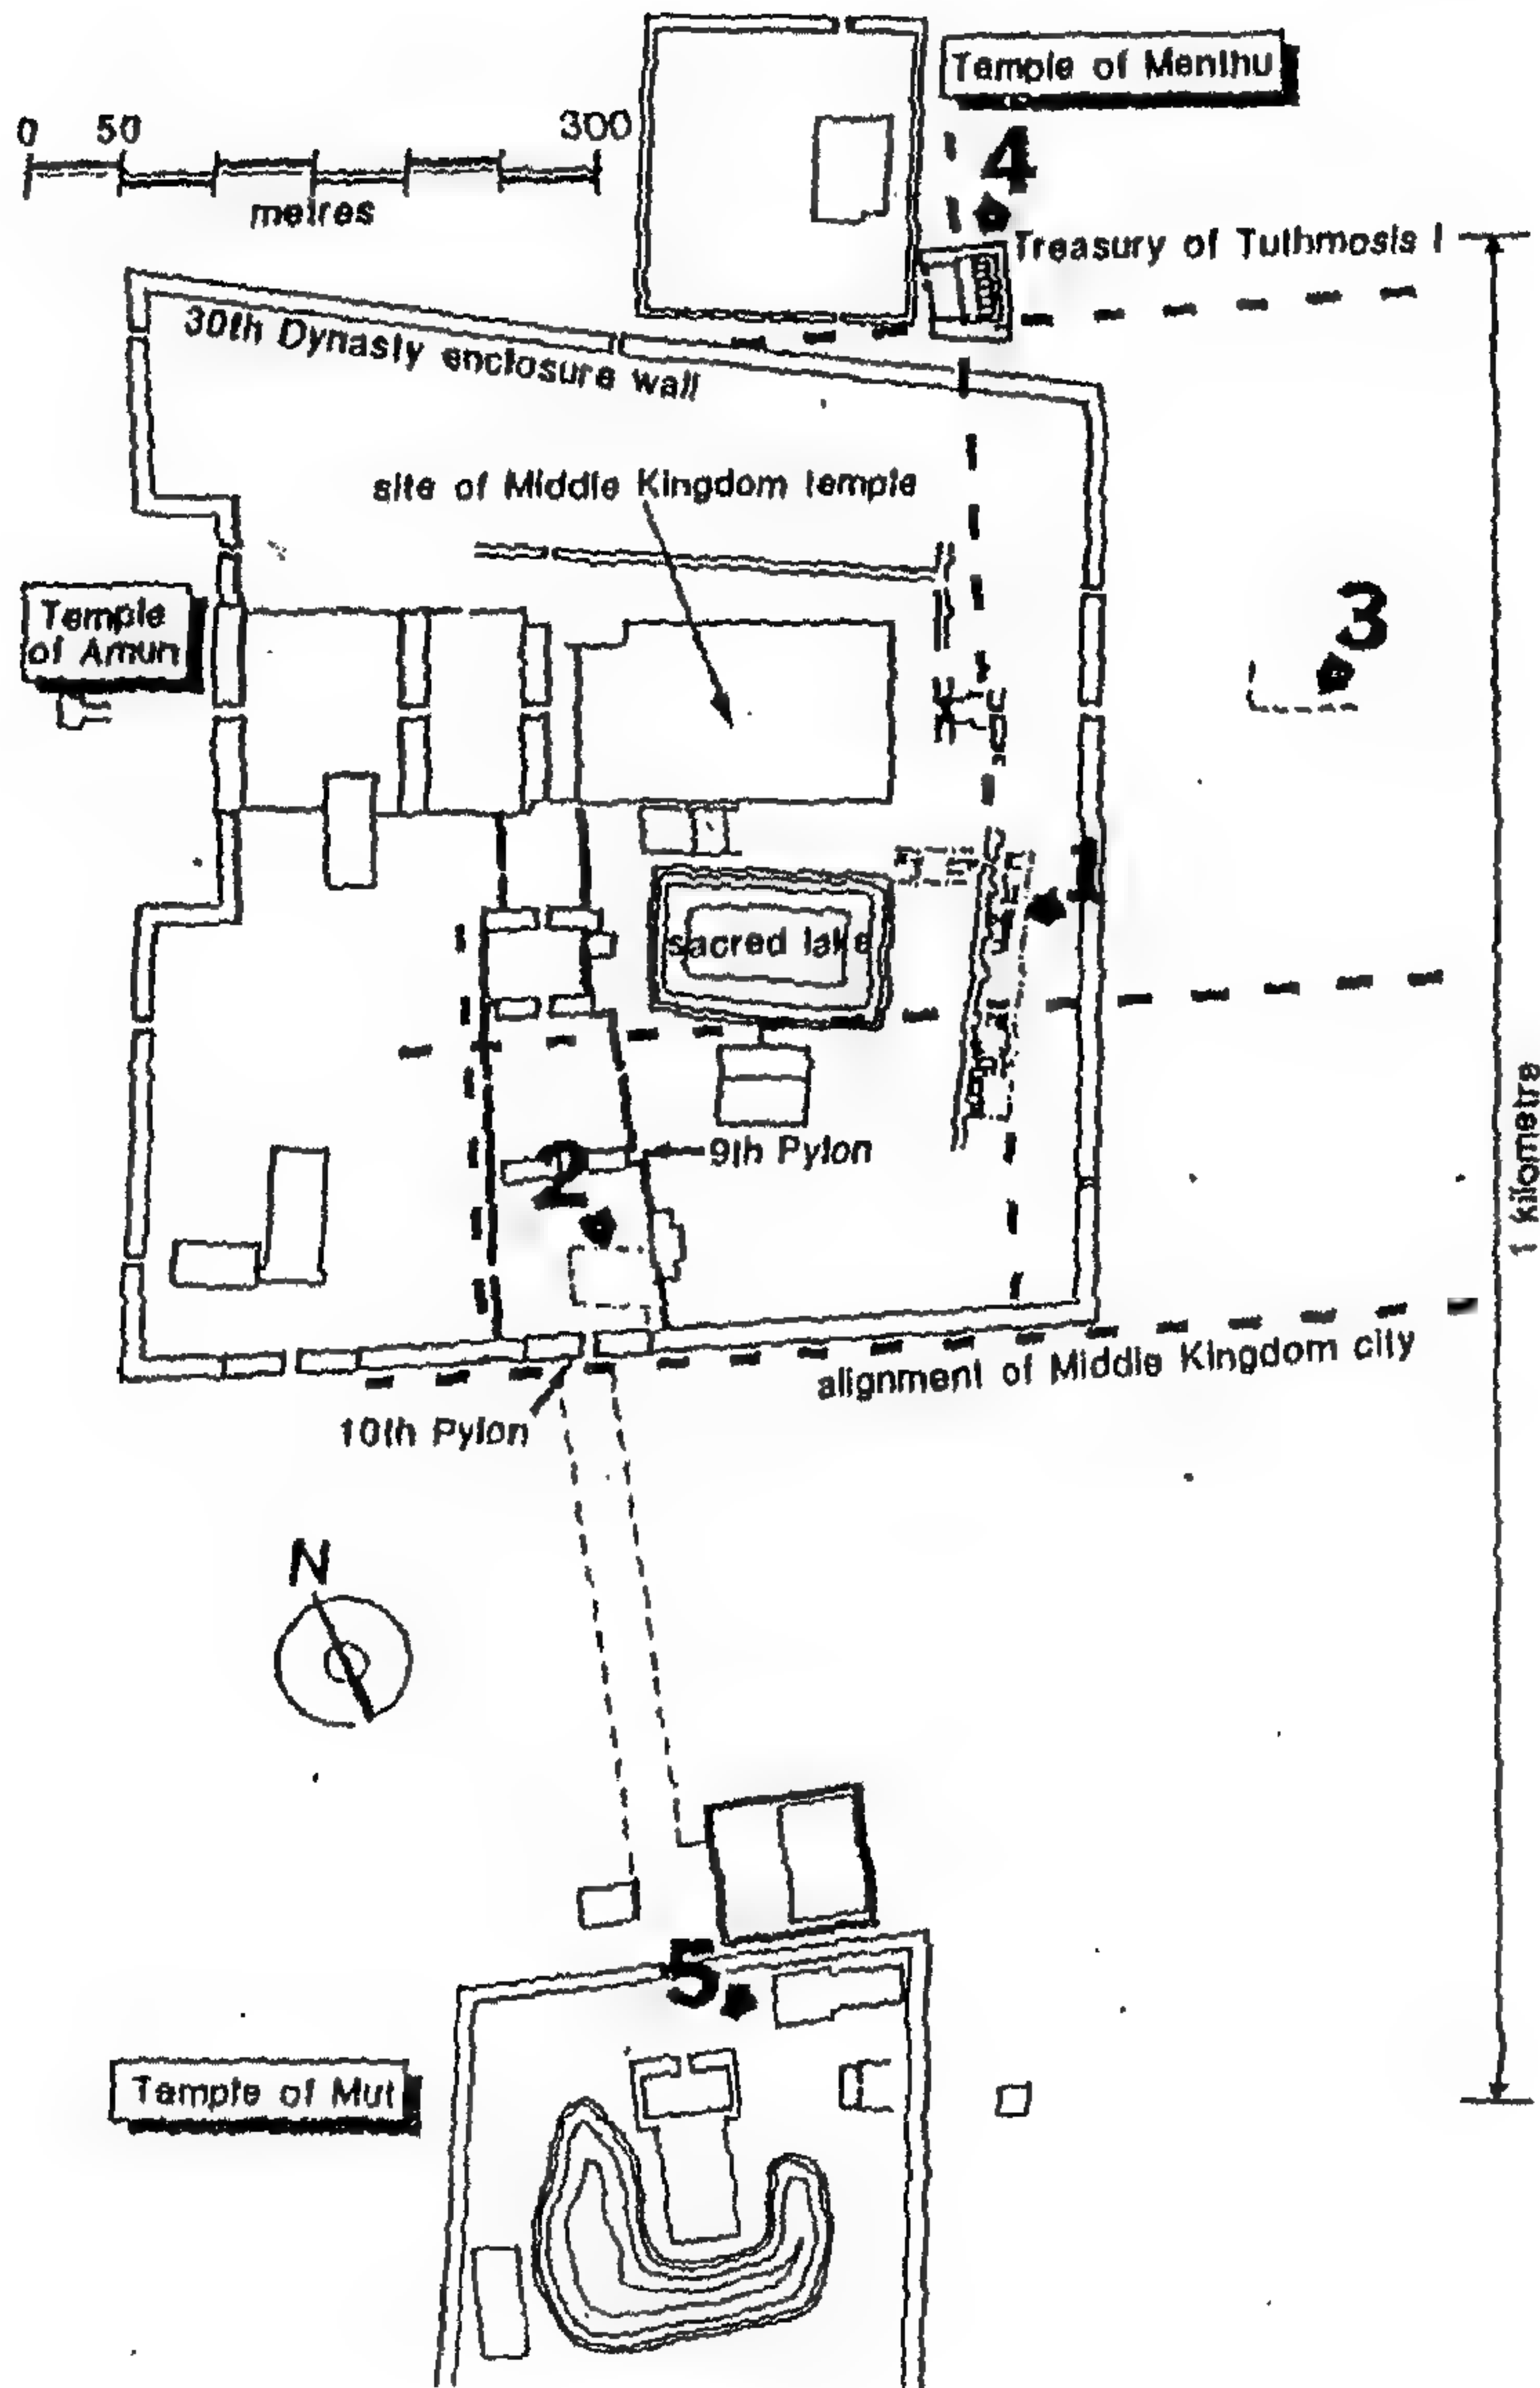 Temple of Menthu
0 50 300
metres
4
Treasury of Tuthmosis I
30th Dynasty enclosure wall
site of Middle Kingdom temple
3
Temple
of Amun
1
sacred lake
9th Pylon
2
1 kilometre
alignment of Middle Kingdom city
10th Pylon
N
5
Temple of Mut